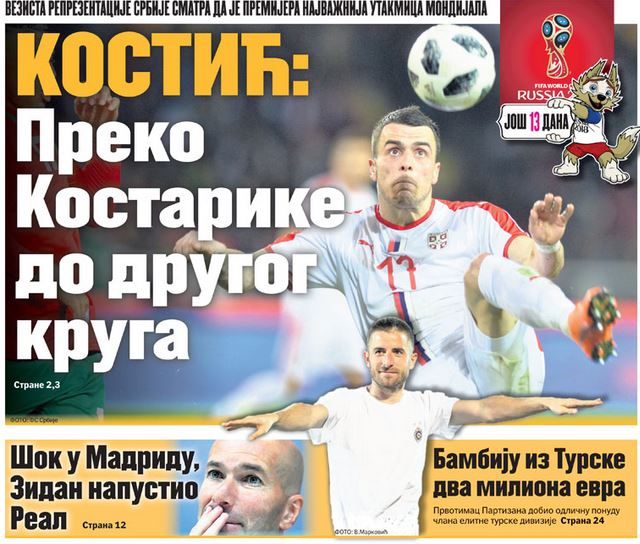 ВЕЗИСТА РЕПРЕЗЕНТАЦИЈЕ СРБИЈЕ СМАТРА ДА ЈЕ ПРЕМИЈЕРА НАЈВАЖНИЈА УТАКМИЦА МОНДИЈАЛА
КОСТИЋ:
Преко
Костарике
до другог
круга
Стране 2,3
FIFA WORLD
RUSSIA
2018
ЈОШ 13 ДАНА
17
ФОТО: ФС Србије
Шок у Мадриду,
Зидан напустио
Реал
Страна 12
ФОТО: В.Марковић
Бамбију из Турске
два милиона евра
Првотимац Партизана добио одличну понуду
члана елитне турске дивизије Страна 24